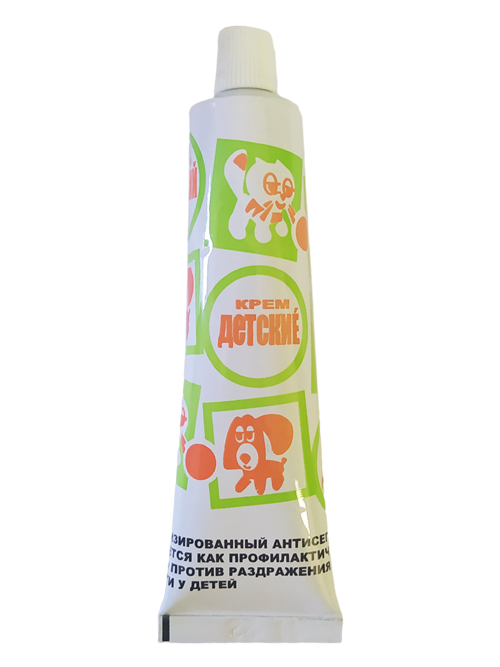 КРЕМ
ДЕТСКИЙ
ИЗИРОВАННЫЙ АНТИСЕП
ЕТСЯ КАК ПРОФИЛАКТИЧ
ПРОТИВ РАЗДРАЖЕНИЯ
И У ДЕТЕЙ